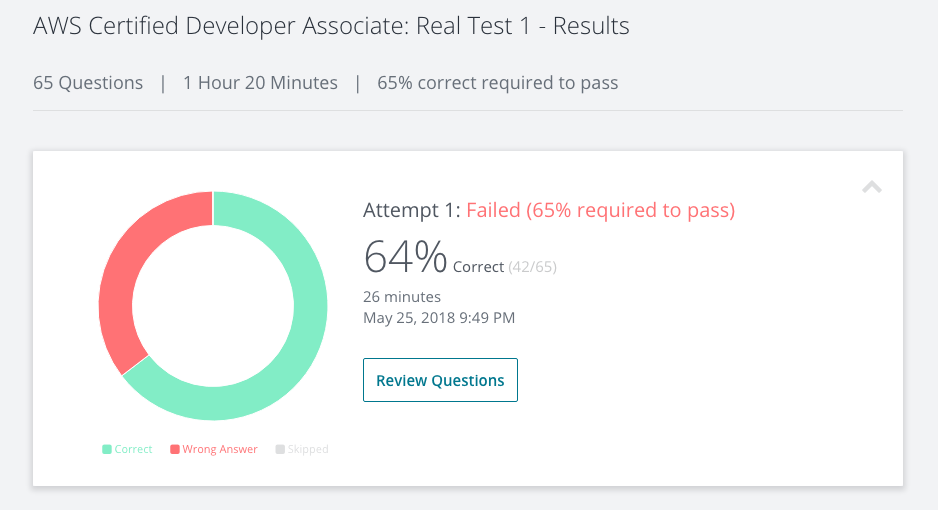 AWS Certified Developer Associate: Real Test 1 - Results
65 Questions | 1 Hour 20 Minutes | 65% correct required to pass
Attempt 1: Failed (65% required to pass)
64% Correct (42/65)
26 minutes
May 25, 2018 9:49 PM
Review Questions
Correct Wrong Answer Skipped